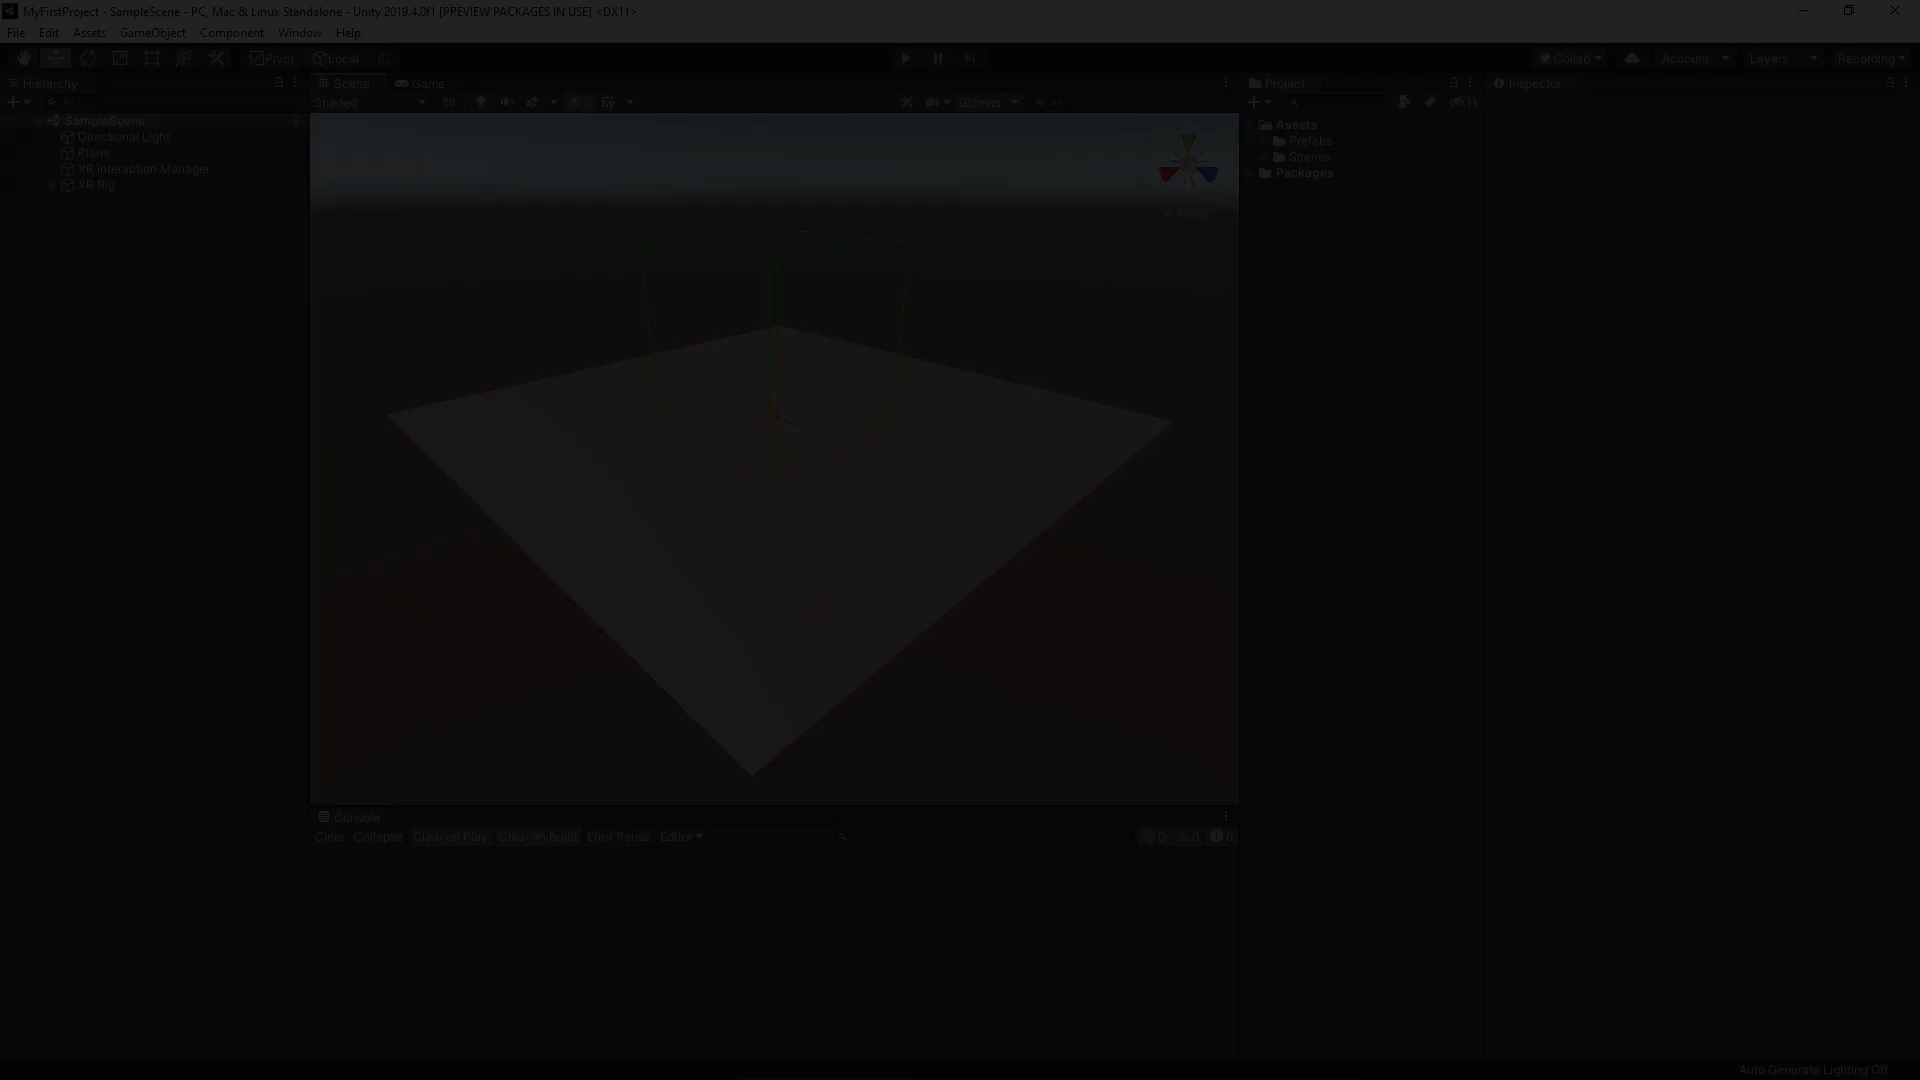 MyFirstProject - SampleScene - PC, Mac & Linux Standalone - Unity 2019.4.0f1 [PREVIEW PACKAGES IN USE] <DX11>
File Edit Assets GameObject Component Window Help
Pivot Local Collab Account Layers Recording
Hierarchy
SampleScene
Directional Light
Plane
XR Interaction Manager
XR Rig
Scene Game
Shaded 2D 0 Gizmos All
Persp
Project
11
Assets
Prefabs
Scenes
Packages
Inspector
Console
Clear Collapse Clear on Play Clear on Build Error Pause Editor 0 0 0
Auto Generate Lighting Off